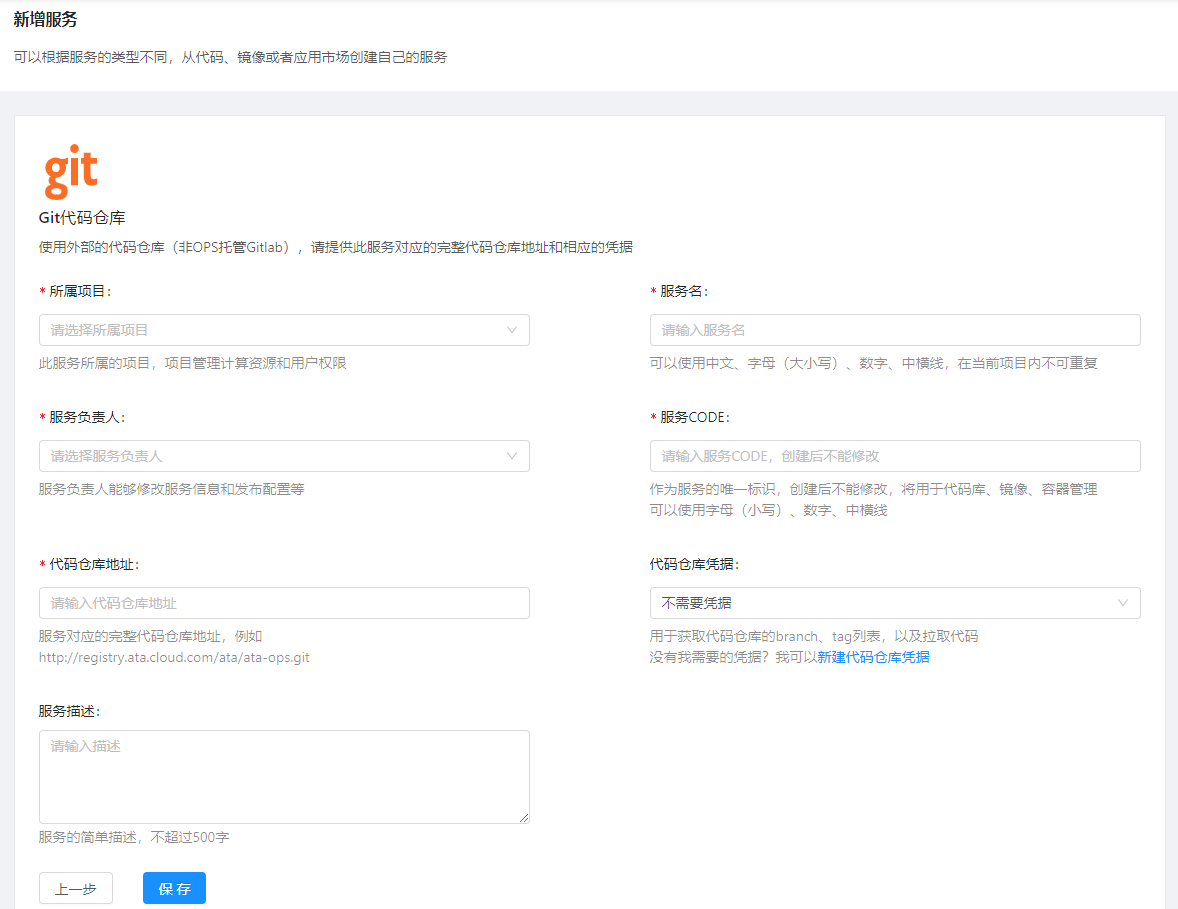 新增服务
可以根据服务的类型不同，从代码、镜像或者应用市场创建自己的服务
git
Git代码仓库
使用外部的代码仓库（非OPS托管Gitlab），请提供此服务对应的完整代码仓库地址和相应的凭据
* 所属项目：
请选择所属项目
此服务所属的项目，项目管理计算资源和用户权限
* 服务名：
请输入服务名
可以使用中文、字母（大小写）、数字、中横线，在当前项目内不可重复
* 服务负责人：
请选择服务负责人
服务负责人能够修改服务信息和发布配置等
* 服务CODE：
请输入服务CODE，创建后不能修改
作为服务的唯一标识，创建后不能修改，将用于代码库、镜像、容器管理
可以使用字母（小写）、数字、中横线
* 代码仓库地址：
请输入代码仓库地址
服务对应的完整代码仓库地址，例如
http://registry.ata.cloud.com/ata/ata-ops.git
代码仓库凭据：
不需要凭据
用于获取代码仓库的branch、tag列表，以及拉取代码
没有我需要的凭据？我可以新建代码仓库凭据
服务描述：
请输入描述
服务的简单描述，不超过500字
上一步
保存